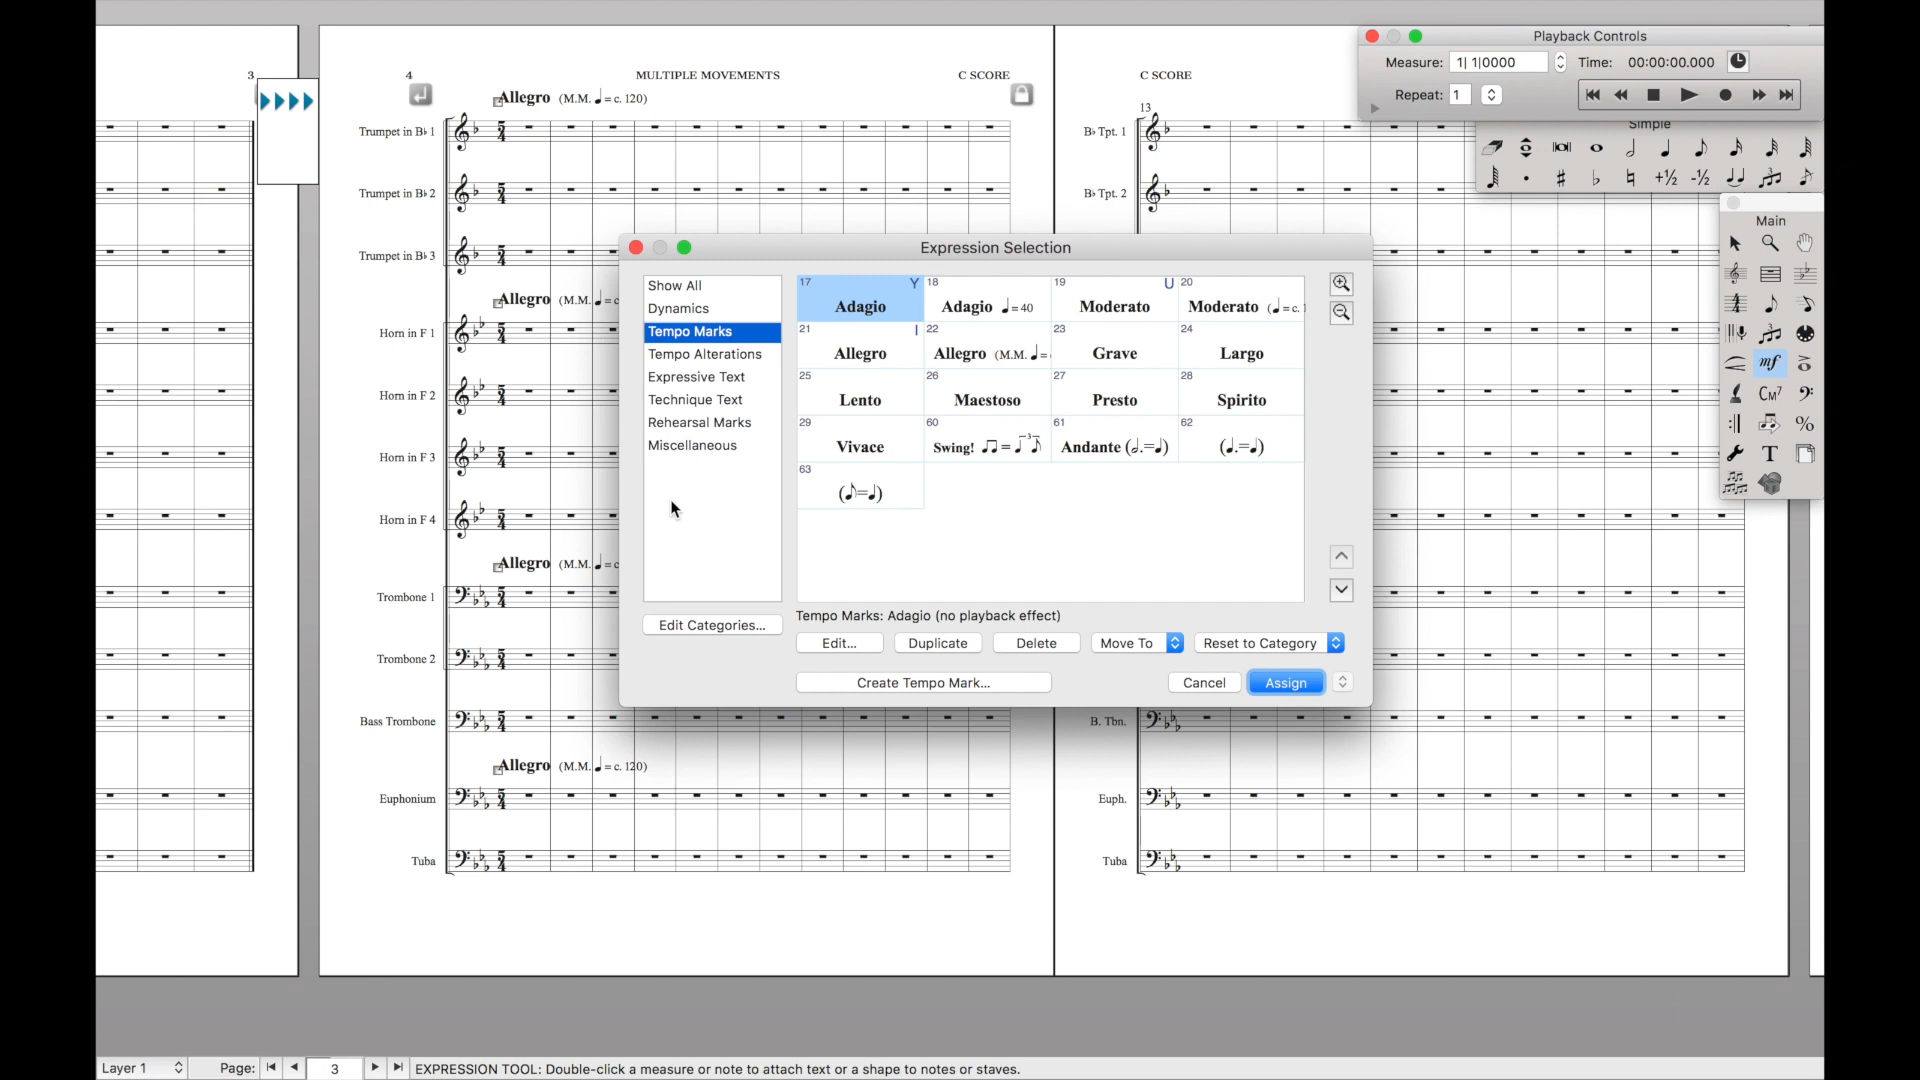 3
4
MULTIPLE MOVEMENTS
C SCORE
C SCORE
Allegro (M.M. ♩= c. 120)
13
Trumpet in B♭ 1
Trumpet in B♭ 2
Trumpet in B♭ 3
Allegro (M.M. ♩= c
Horn in F 1
Horn in F 2
Horn in F 3
Horn in F 4
Allegro (M.M. ♩= c
Trombone 1
Trombone 2
Bass Trombone
Allegro (M.M. ♩= c. 120)
Euphonium
Tuba
B♭ Tpt. 1
B♭ Tpt. 2
B. Tbn.
Euph.
Tuba
Playback Controls
Measure: 1| 1|0000 Time: 00:00:00.000
Repeat: 1
Simple
+½ -½
Main
mf
CM7
%
T
Expression Selection
Show All
Dynamics
Tempo Marks
Tempo Alterations
Expressive Text
Technique Text
Rehearsal Marks
Miscellaneous
Edit Categories...
17 Y 18 19 U 20
Adagio Adagio ♩=40 Moderato Moderato (♩=c. 1
21 I 22 23 24
Allegro Allegro (M.M. ♩= Grave Largo
25 26 27 28
Lento Maestoso Presto Spirito
29 60 61 62
Vivace Swing! ♫=♩3♪ Andante (𝅗𝅥.=♩) (♩.=♩)
63
(♪=♩)
Tempo Marks: Adagio (no playback effect)
Edit... Duplicate Delete Move To Reset to Category
Create Tempo Mark... Cancel Assign
Layer 1 Page: 3 EXPRESSION TOOL: Double-click a measure or note to attach text or a shape to notes or staves.